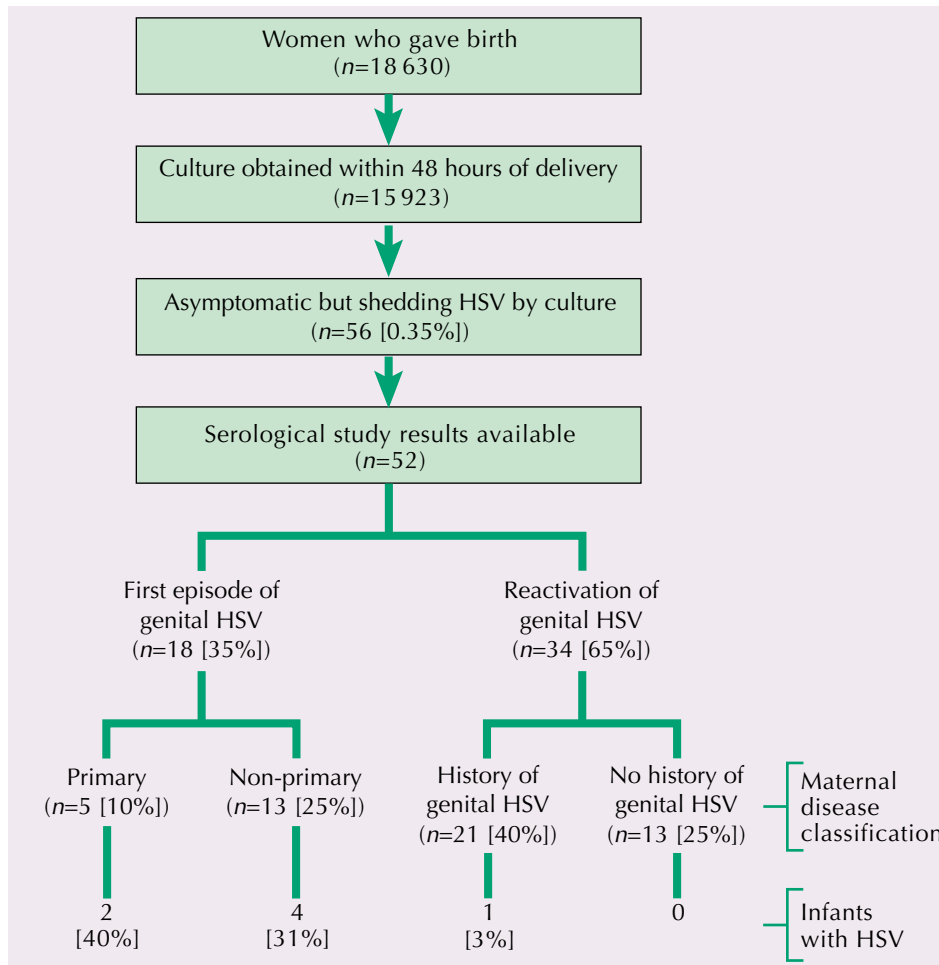 Women who gave birth
(n=18 630)
Culture obtained within 48 hours of delivery
(n=15 923)
Asymptomatic but shedding HSV by culture
(n=56 [0.35%])
Serological study results available
(n=52)
First episode of
genital HSV
(n=18 [35%])
Reactivation of
genital HSV
(n=34 [65%])
Primary
(n=5 [10%])
Non-primary
(n=13 [25%])
History of
genital HSV
(n=21 [40%])
No history of
genital HSV
(n=13 [25%])
Maternal
disease
classification
2
[40%]
4
[31%]
1
[3%]
0
Infants
with HSV